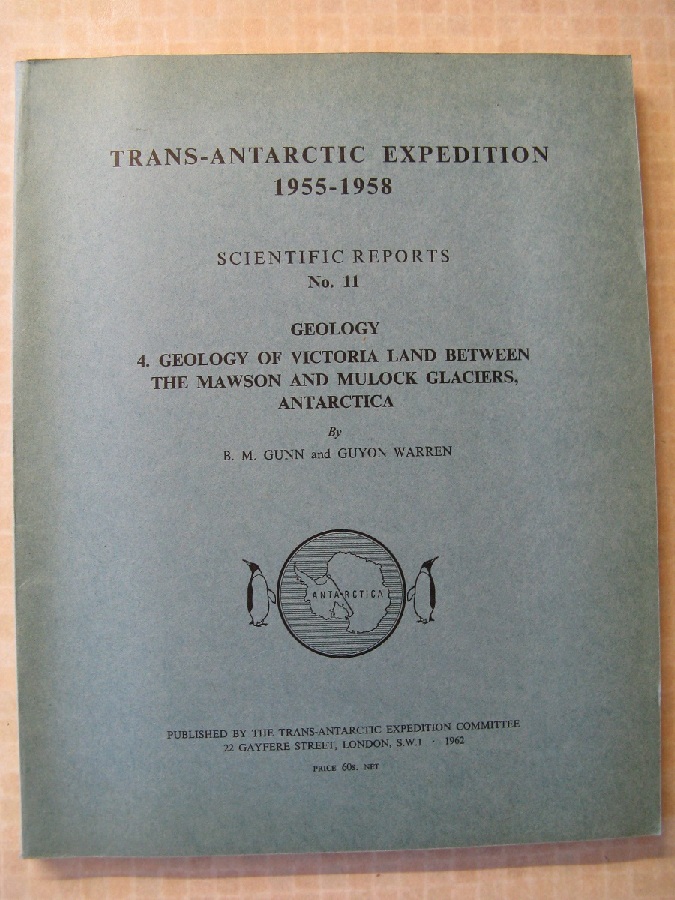 TRANS-ANTARCTIC EXPEDITION
1955-1958
SCIENTIFIC REPORTS
No. 11
GEOLOGY
4. GEOLOGY OF VICTORIA LAND BETWEEN
THE MAWSON AND MULOCK GLACIERS,
ANTARCTICA
By
B. M. GUNN and GUYON WARREN
ANTARCTICA
PUBLISHED BY THE TRANS-ANTARCTIC EXPEDITION COMMITTEE
22 GAYFERE STREET, LONDON, S.W.1 · 1962
PRICE 60s. NET